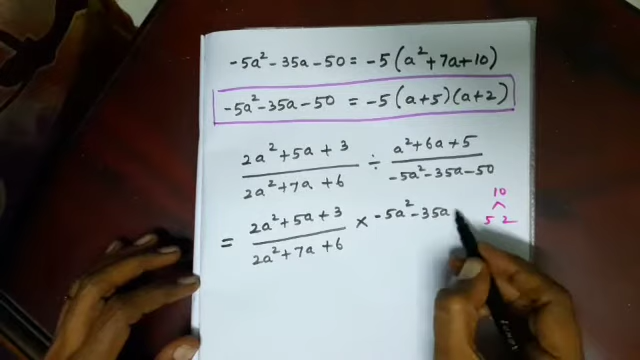 -5a² - 35a - 50 = -5 (a² + 7a + 10)
-5a² - 35a - 50 = -5 (a + 5) (a + 2)
2a² + 5a + 3 a² + 6a + 5
÷
2a² + 7a + 6 -5a² - 35a - 50
10
5 2
2a² + 5a + 3 -5a² - 35a
= ×
2a² + 7a + 6